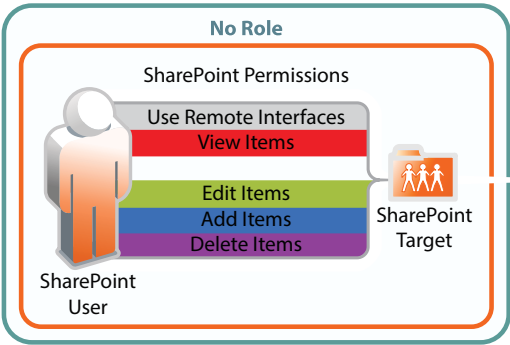 No Role
SharePoint Permissions
Use Remote Interfaces
View Items
Edit Items
Add Items
Delete Items
SharePoint
User
SharePoint
Target